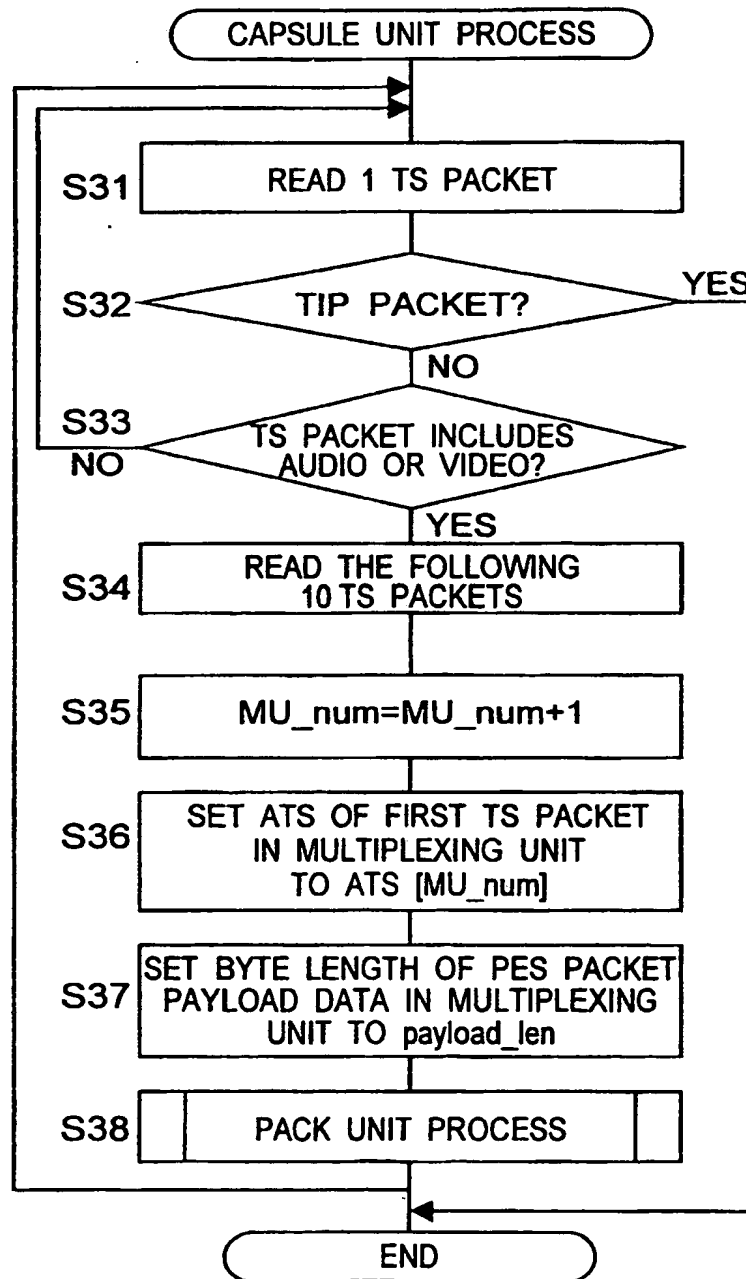 CAPSULE UNIT PROCESS
S31
READ 1 TS PACKET
S32
TIP PACKET?
YES
NO
S33
TS PACKET INCLUDES
AUDIO OR VIDEO?
NO
YES
S34
READ THE FOLLOWING
10 TS PACKETS
S35
MU_num=MU_num+1
S36
SET ATS OF FIRST TS PACKET
IN MULTIPLEXING UNIT
TO ATS [MU_num]
S37
SET BYTE LENGTH OF PES PACKET
PAYLOAD DATA IN MULTIPLEXING
UNIT TO payload_len
S38
PACK UNIT PROCESS
END